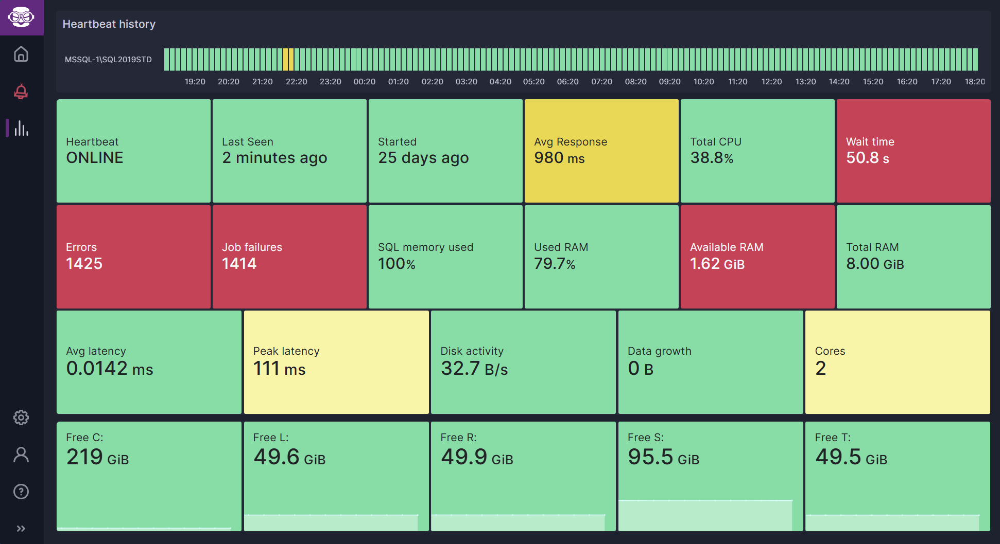 Heartbeat history
MSSQL-1\SQL2019STD
19:20 20:20 21:20 22:20 23:20 00:20 01:20 02:20 03:20 04:20 05:20 06:20 07:20 08:20 09:20 10:20 11:20 12:20 13:20 14:20 15:20 16:20 17:20 18:20
Heartbeat
ONLINE
Last Seen
2 minutes ago
Started
25 days ago
Avg Response
980 ms
Total CPU
38.8%
Wait time
50.8 s
Errors
1425
Job failures
1414
SQL memory used
100%
Used RAM
79.7%
Available RAM
1.62 GiB
Total RAM
8.00 GiB
Avg latency
0.0142 ms
Peak latency
111 ms
Disk activity
32.7 B/s
Data growth
0 B
Cores
2
Free C:
219 GiB
Free L:
49.6 GiB
Free R:
49.9 GiB
Free S:
95.5 GiB
Free T:
49.5 GiB